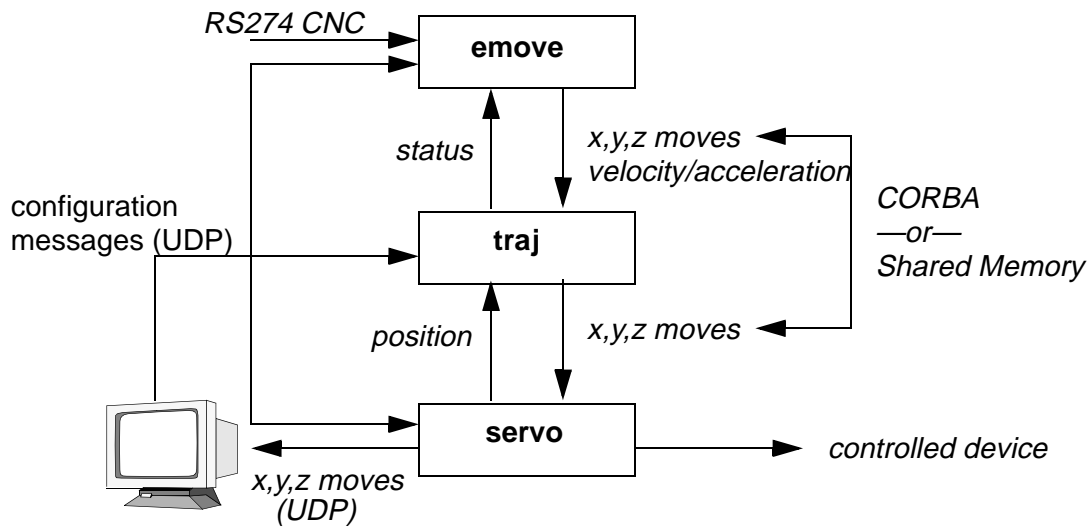 RS274 CNC
emove
status
x,y,z moves
velocity/acceleration
configuration
messages (UDP)
traj
CORBA
—or—
Shared Memory
position
x,y,z moves
servo
controlled device
x,y,z moves
(UDP)